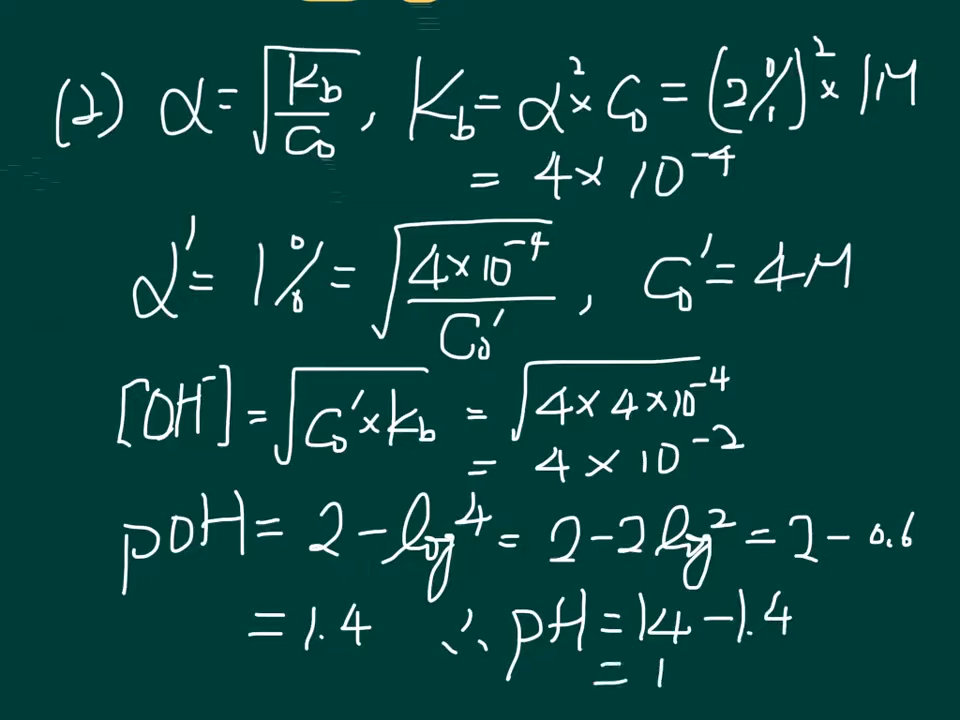 (2) α = √(Kb/C₀), Kb = α² × C₀ = (2%)² × 1M
= 4 × 10⁻⁴
α' = 1% = √(4×10⁻⁴/C₀'), C₀' = 4M
[OH⁻] = √(C₀' × Kb) = √(4 × 4 × 10⁻⁴)
= 4 × 10⁻²
pOH = 2 - log4 = 2 - 2log2 = 2 - 0.6
= 1.4 ∴ pH = 14 - 1.4
= 1